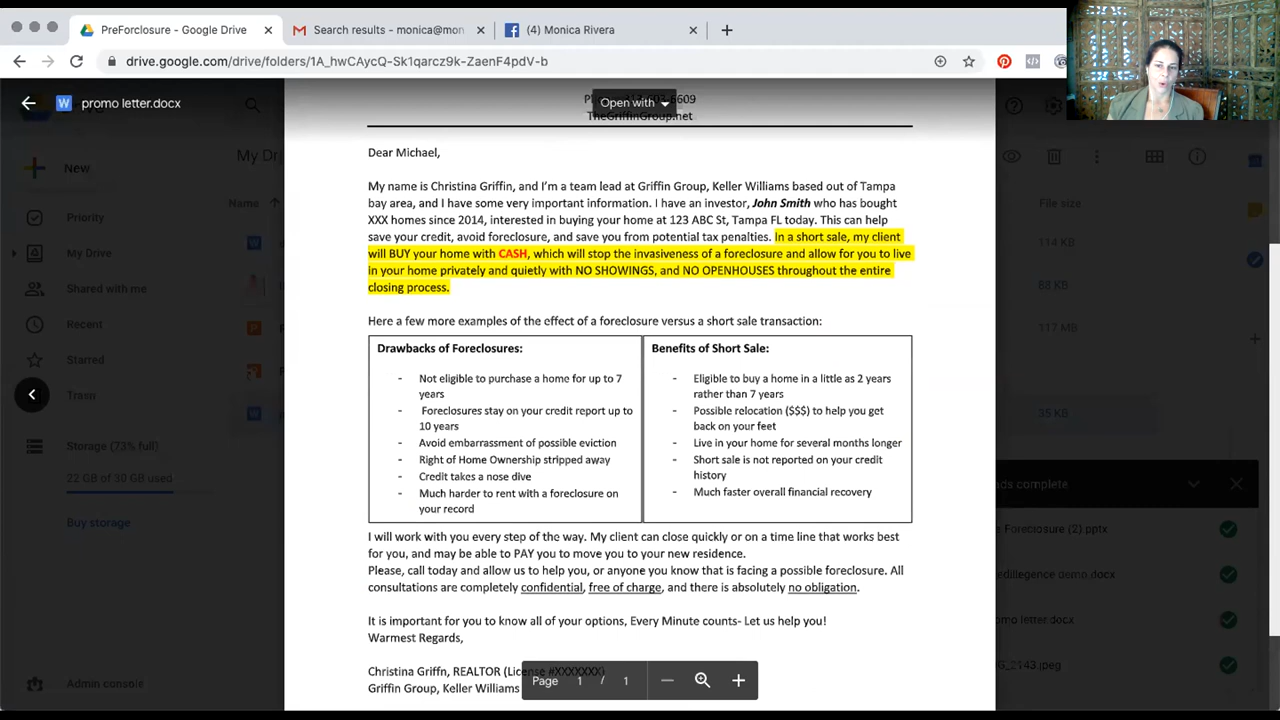 PreForclosure - Google Drive
Search results - monica@mon
(4) Monica Rivera
drive.google.com/drive/folders/1A_hwCAycQ-Sk1qarcz9k-ZaenF4pdV-b
promo letter.docx
Open with
TheGriffinGroup.net
New
My Dri
Name
File size
Priority
My Drive
Shared with me
Recent
Starred
Trash
Storage (73% full)
22 GB of 30 GB used
Buy storage
Admin console
Dear Michael,
My name is Christina Griffin, and I'm a team lead at Griffin Group, Keller Williams based out of Tampa
bay area, and I have some very important information. I have an investor, John Smith who has bought
XXX homes since 2014, interested in buying your home at 123 ABC St, Tampa FL today. This can help
save your credit, avoid foreclosure, and save you from potential tax penalties. In a short sale, my client
will BUY your home with CASH, which will stop the invasiveness of a foreclosure and allow for you to live
in your home privately and quietly with NO SHOWINGS, and NO OPENHOUSES throughout the entire
closing process.
Here a few more examples of the effect of a foreclosure versus a short sale transaction:
Drawbacks of Foreclosures:
- Not eligible to purchase a home for up to 7
years
- Foreclosures stay on your credit report up to
10 years
- Avoid embarrassment of possible eviction
- Right of Home Ownership stripped away
- Credit takes a nose dive
- Much harder to rent with a foreclosure on
your record
Benefits of Short Sale:
- Eligible to buy a home in a little as 2 years
rather than 7 years
- Possible relocation ($$$) to help you get
back on your feet
- Live in your home for several months longer
- Short sale is not reported on your credit
history
- Much faster overall financial recovery
I will work with you every step of the way. My client can close quickly or on a time line that works best
for you, and may be able to PAY you to move you to your new residence.
Please, call today and allow us to help you, or anyone you know that is facing a possible foreclosure. All
consultations are completely confidential, free of charge, and there is absolutely no obligation.
It is important for you to know all of your options, Every Minute counts- Let us help you!
Warmest Regards,
Christina Griffn, REALTOR (License #XXXXXXX)
Griffin Group, Keller Williams
Page 1 / 1
114 KB
83 KB
117 MB
35 KB
ads complete
Foreclosure (2).pptx
edillegence demo.docx
omo letter.docx
G_2143.jpeg